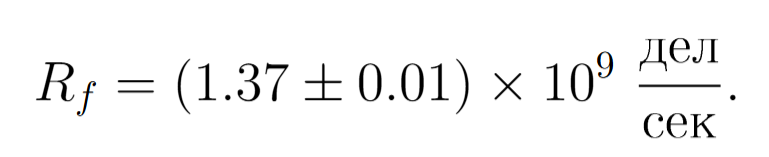 R_f = (1.37 ± 0.01) × 10^9 дел/сек.